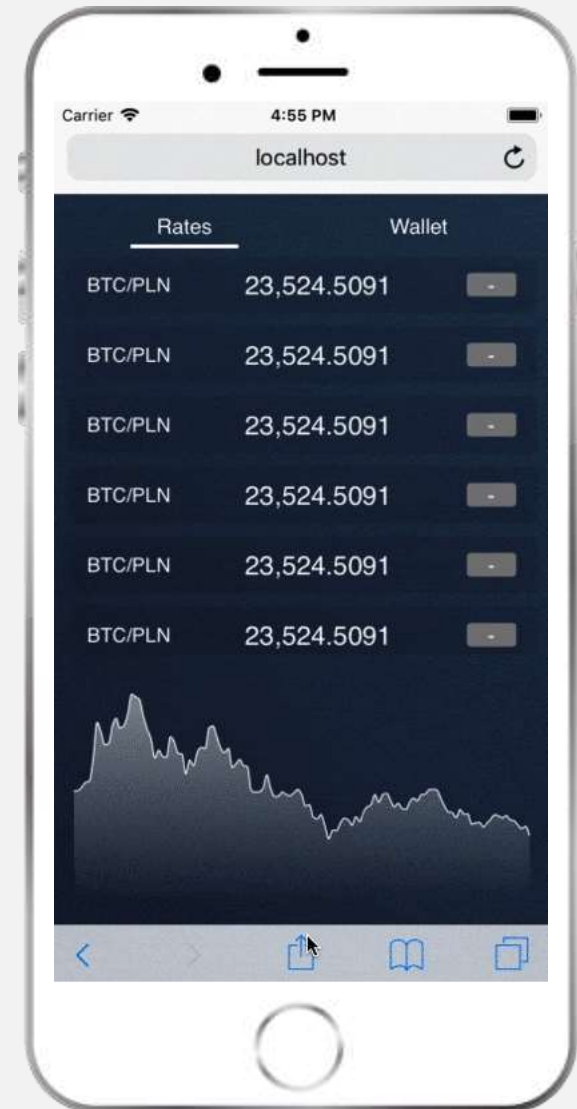 Carrier 4:55 PM
localhost
Rates Wallet
BTC/PLN 23,524.5091 -
BTC/PLN 23,524.5091 -
BTC/PLN 23,524.5091 -
BTC/PLN 23,524.5091 -
BTC/PLN 23,524.5091 -
BTC/PLN 23,524.5091 -